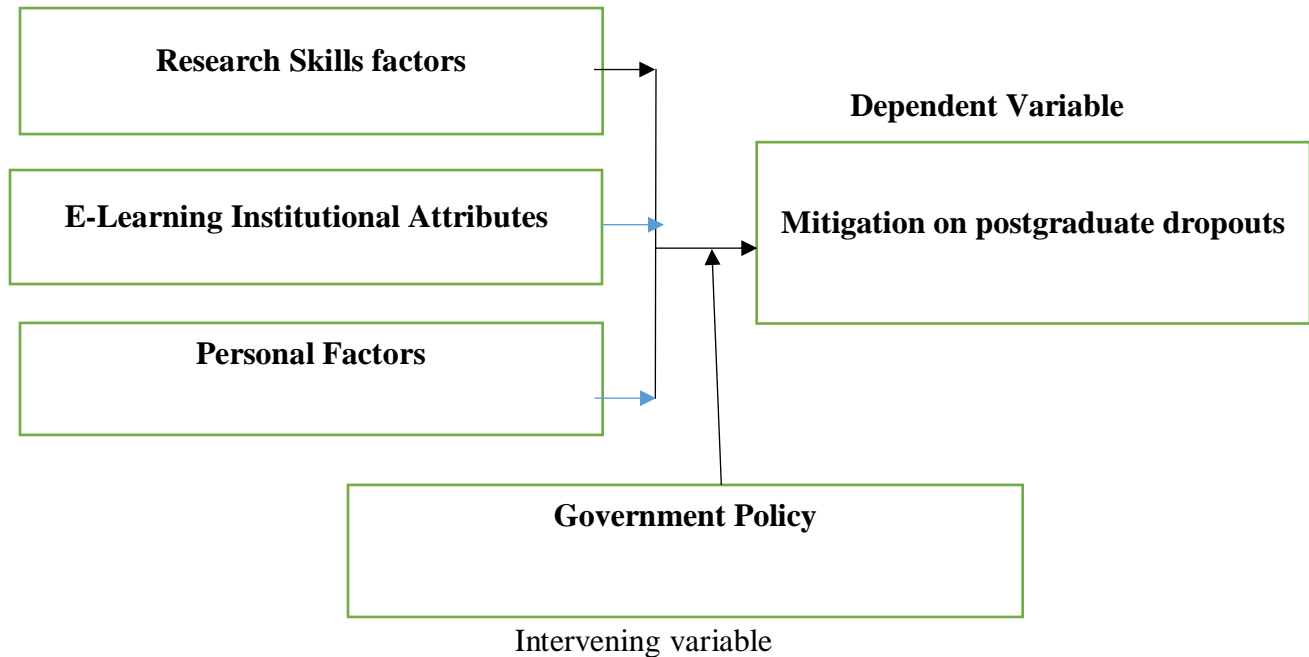 Research Skills factors
Dependent Variable
E-Learning Institutional Attributes
Mitigation on postgraduate dropouts
Personal Factors
Government Policy
Intervening variable